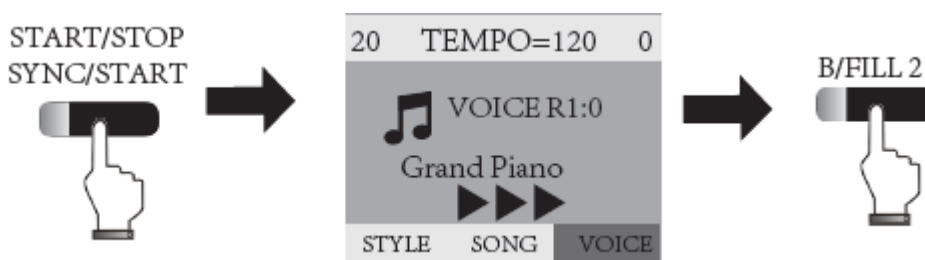 START/STOP
SYNC/START
20 TEMPO=120 0
VOICE R1:0
Grand Piano
STYLE SONG VOICE
B/FILL 2